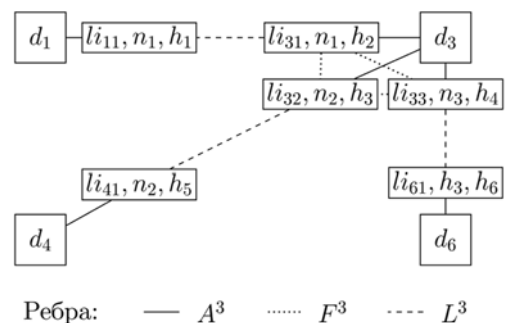 d₁ li₁₁, n₁, h₁ li₃₁, n₁, h₂ d₃
li₃₂, n₂, h₃ li₃₃, n₃, h₄
li₄₁, n₂, h₅ li₆₁, h₃, h₆
d₄ d₆
Ребра: A³ F³ L³